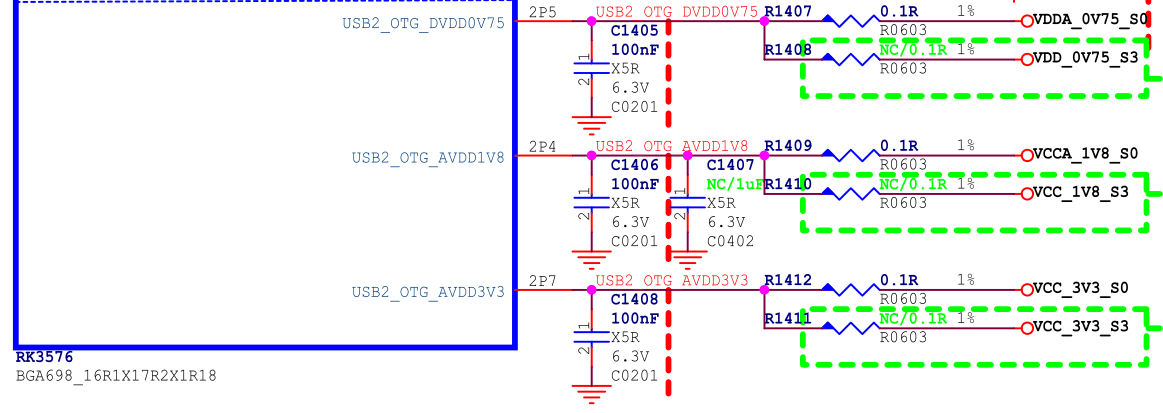 USB2_OTG_DVDD0V75 2P5 USB2_OTG_DVDD0V75 R1407 0.1R 1% VDDA_0V75_S0
R0603
C1405
100nF
X5R
6.3V
C0201
1
2
R1408 NC/0.1R 1% VDD_0V75_S3
R0603
USB2_OTG_AVDD1V8 2P4 USB2_OTG_AVDD1V8 R1409 0.1R 1% VCCA_1V8_S0
R0603
C1406
100nF
X5R
6.3V
C0201
1
2
C1407
NC/1uF
X5R
6.3V
C0402
1
2
R1410 NC/0.1R 1% VCC_1V8_S3
R0603
USB2_OTG_AVDD3V3 2P7 USB2_OTG_AVDD3V3 R1412 0.1R 1% VCC_3V3_S0
R0603
C1408
100nF
X5R
6.3V
C0201
1
2
R1411 NC/0.1R 1% VCC_3V3_S3
R0603
RK3576
BGA698_16R1X17R2X1R18